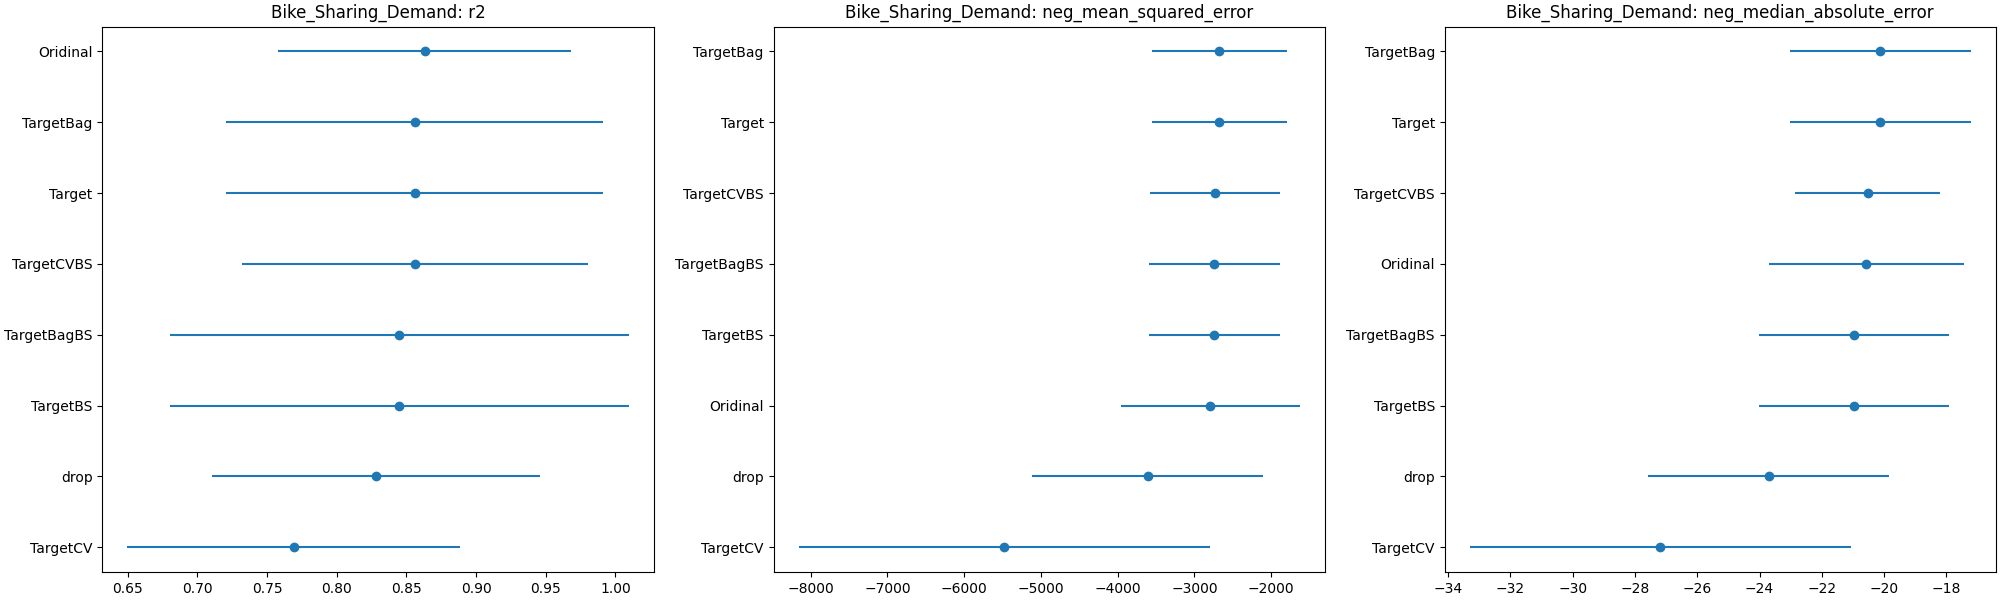 Bike_Sharing_Demand: r2
Oridinal
TargetBag
Target
TargetCVBS
TargetBagBS
TargetBS
drop
TargetCV
0.65 0.70 0.75 0.80 0.85 0.90 0.95 1.00
Bike_Sharing_Demand: neg_mean_squared_error
TargetBag
Target
TargetCVBS
TargetBagBS
TargetBS
Oridinal
drop
TargetCV
−8000 −7000 −6000 −5000 −4000 −3000 −2000
Bike_Sharing_Demand: neg_median_absolute_error
TargetBag
Target
TargetCVBS
Oridinal
TargetBagBS
TargetBS
drop
TargetCV
−34 −32 −30 −28 −26 −24 −22 −20 −18